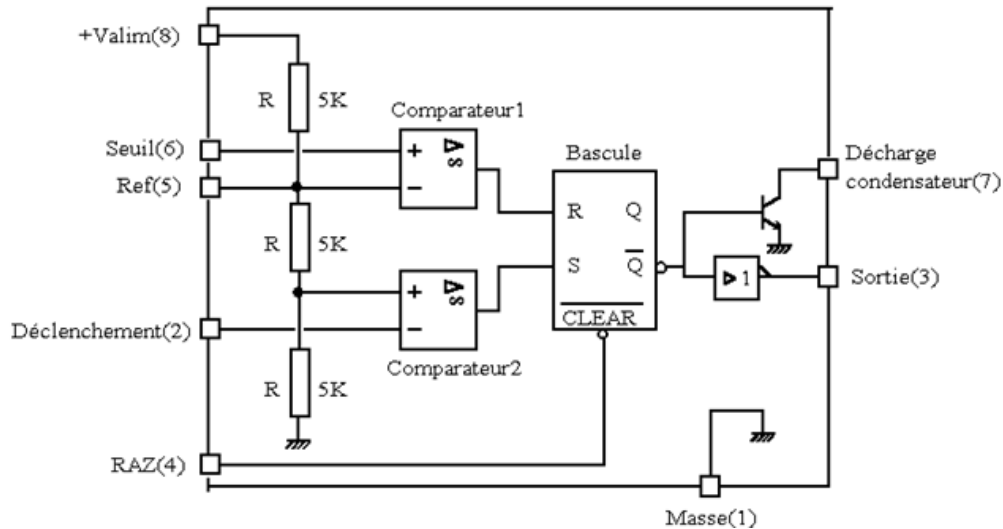 +Valim(8)
R 5K
Comparateur1
Seuil(6)
+
s
Bascule
Décharge
condensateur(7)
Ref(5)
-
R Q
R 5K
S Q
1
Sortie(3)
+
s
Déclenchement(2)
-
CLEAR
Comparateur2
R 5K
RAZ(4)
Masse(1)